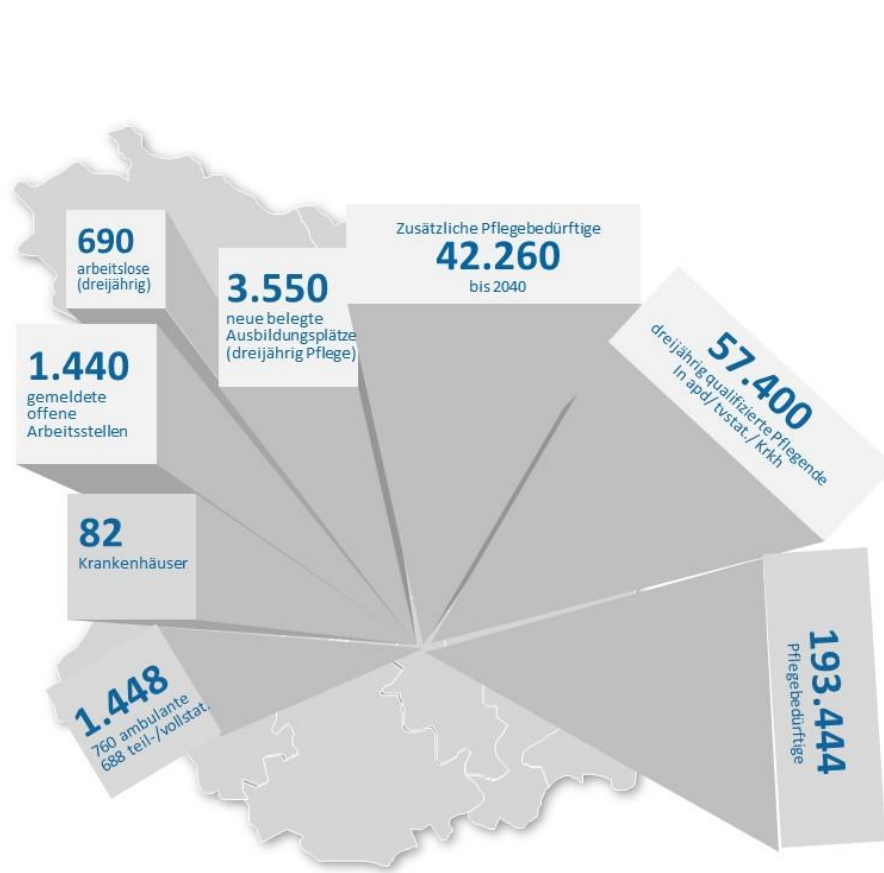 690
arbeitslose
(dreijährig)
3.550
neue belegte
Ausbildungsplätze
(dreijährig Pflege)
Zusätzliche Pflegebedürftige
42.260
bis 2040
57.400
dreijährig qualifizierte Pflegende
In apd/ tvstat./ Krkh
1.440
gemeldete
offene
Arbeitsstellen
82
Krankenhäuser
1.448
760 ambulante
688 teil-/vollstat.
193.444
Pflegebedürftige